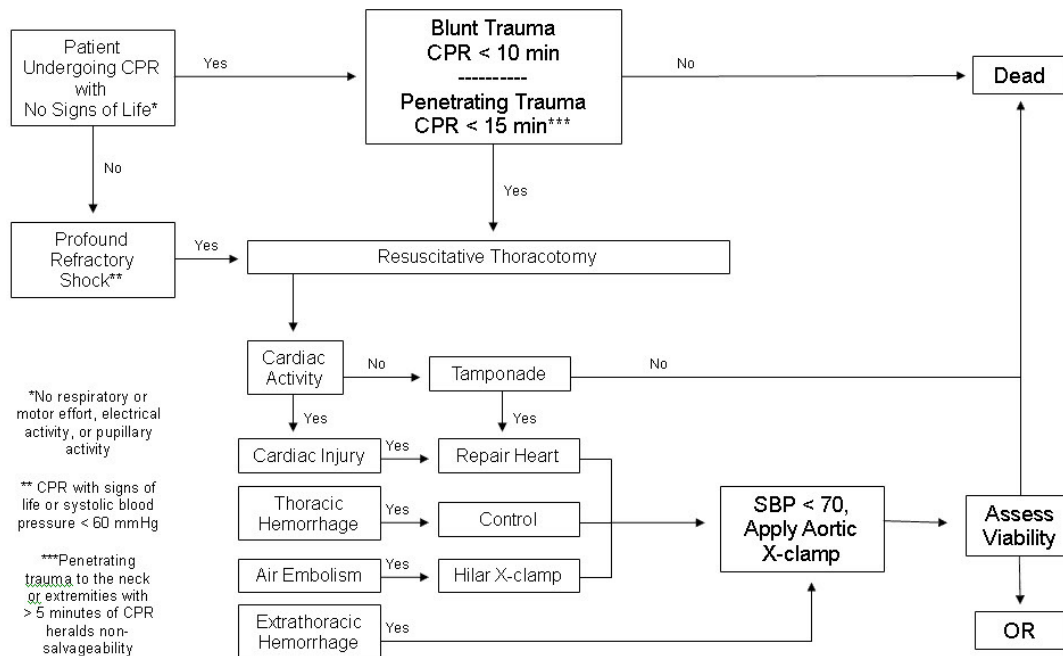 Patient
Undergoing CPR
with
No Signs of Life*
Yes
Blunt Trauma
CPR < 10 min
----------
Penetrating Trauma
CPR < 15 min***
No
Dead
No
Yes
Profound
Refractory
Shock**
Yes
Resuscitative Thoracotomy
Cardiac
Activity
No
Tamponade
No
Yes
Yes
Cardiac Injury
Yes
Repair Heart
Thoracic
Hemorrhage
Yes
Control
Air Embolism
Yes
Hilar X-clamp
Extrathoracic
Hemorrhage
Yes
SBP < 70,
Apply Aortic
X-clamp
Assess
Viability
OR
*No respiratory or
motor effort, electrical
activity, or pupillary
activity
** CPR with signs of
life or systolic blood
pressure < 60 mmHg
***Penetrating
trauma to the neck
or extremities with
> 5 minutes of CPR
heralds non-
salvageability